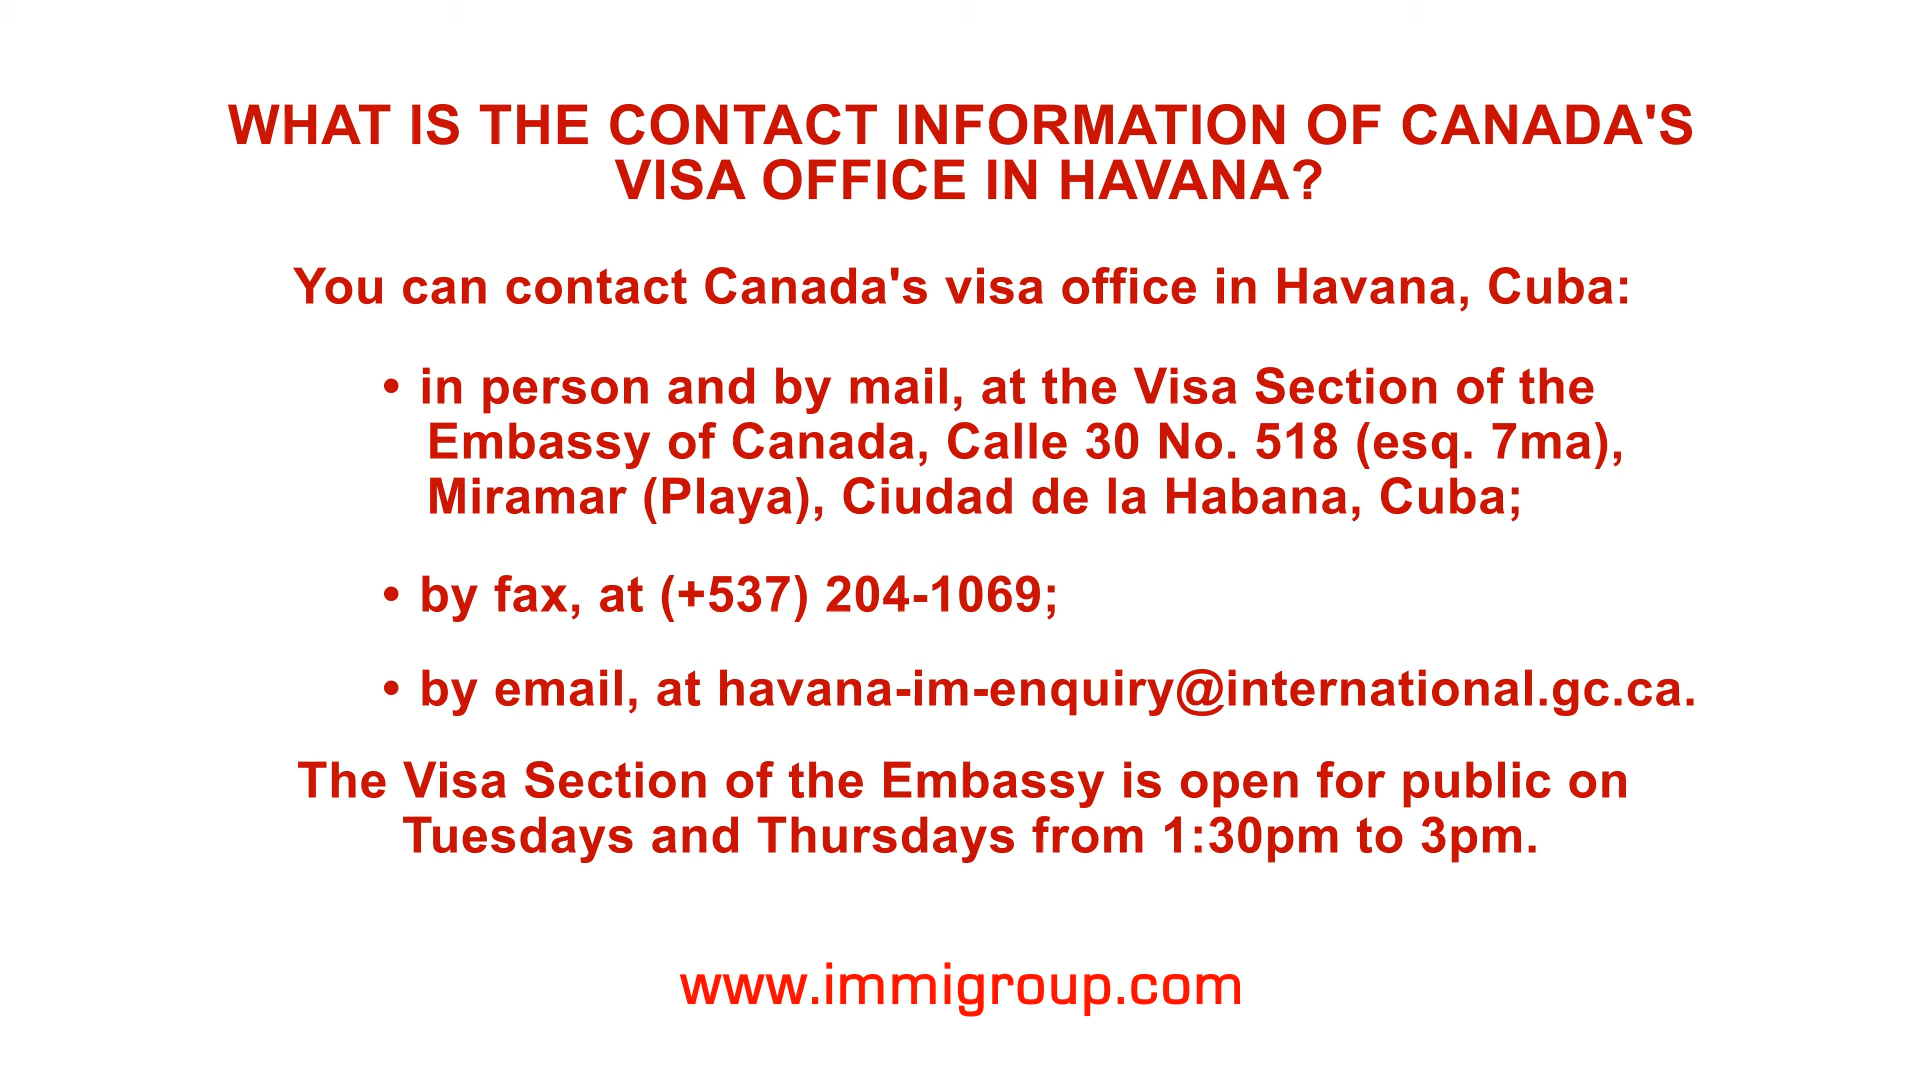 WHAT IS THE CONTACT INFORMATION OF CANADA'S
VISA OFFICE IN HAVANA?
You can contact Canada's visa office in Havana, Cuba:
• in person and by mail, at the Visa Section of the
Embassy of Canada, Calle 30 No. 518 (esq. 7ma),
Miramar (Playa), Ciudad de la Habana, Cuba;
• by fax, at (+537) 204-1069;
• by email, at havana-im-enquiry@international.gc.ca.
The Visa Section of the Embassy is open for public on
Tuesdays and Thursdays from 1:30pm to 3pm.
www.immigroup.com